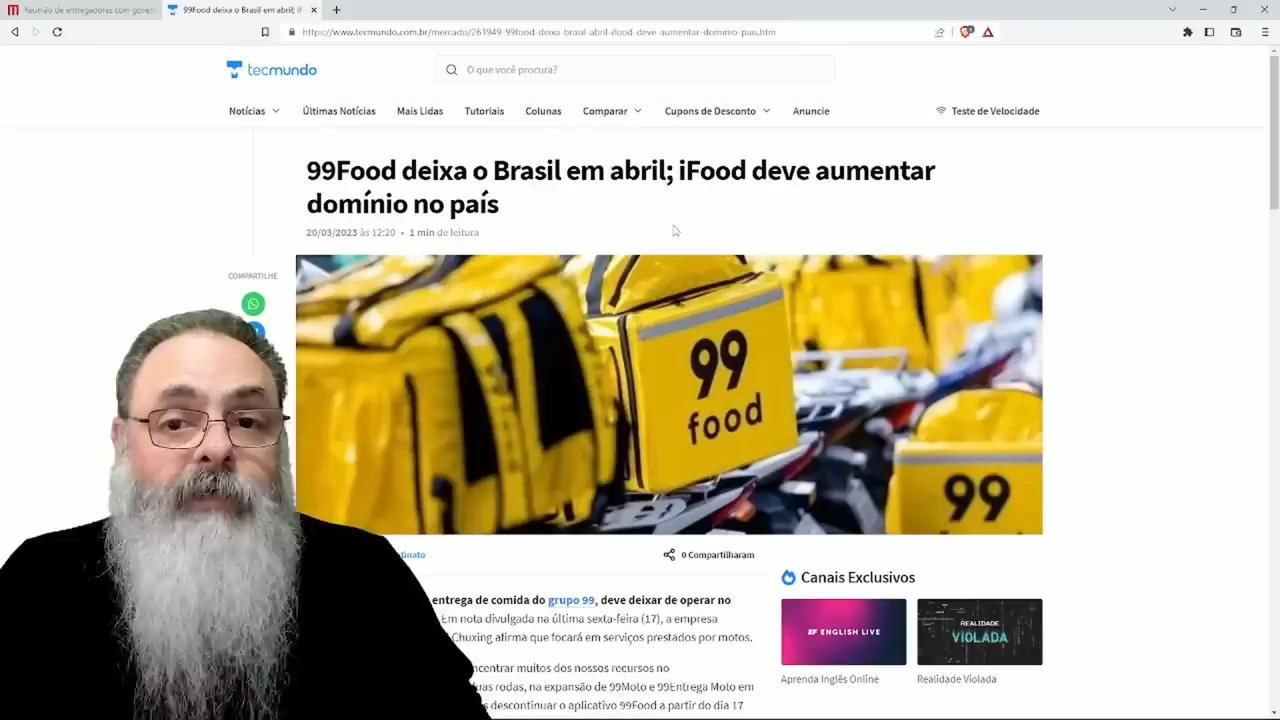 Reunião de entregadores com govern
99Food deixa o Brasil em abril; iF
https://www.tecmundo.com.br/mercado/261949-99food-deixa-brasil-abril-ifood-deve-aumentar-dominio-pais.htm
tecmundo
O que você procura?
Notícias Últimas Notícias Mais Lidas Tutoriais Colunas Comparar Cupons de Desconto Anuncie Teste de Velocidade
99Food deixa o Brasil em abril; iFood deve aumentar
domínio no país
20/03/2023 às 12:20 • 1 min de leitura
COMPARTILHE
99
food
99
tinato
0 Compartilharam
entrega de comida do grupo 99, deve deixar de operar no
Em nota divulgada na última sexta-feira (17), a empresa
Chuxing afirma que focará em serviços prestados por motos.
ncentrar muitos dos nossos recursos no
uas rodas, na expansão de 99Moto e 99Entrega Moto em
s descontinuar o aplicativo 99Food a partir do dia 17
Canais Exclusivos
EF ENGLISH LIVE
Aprenda Inglês Online
REALIDADE
VIOLADA
Realidade Violada